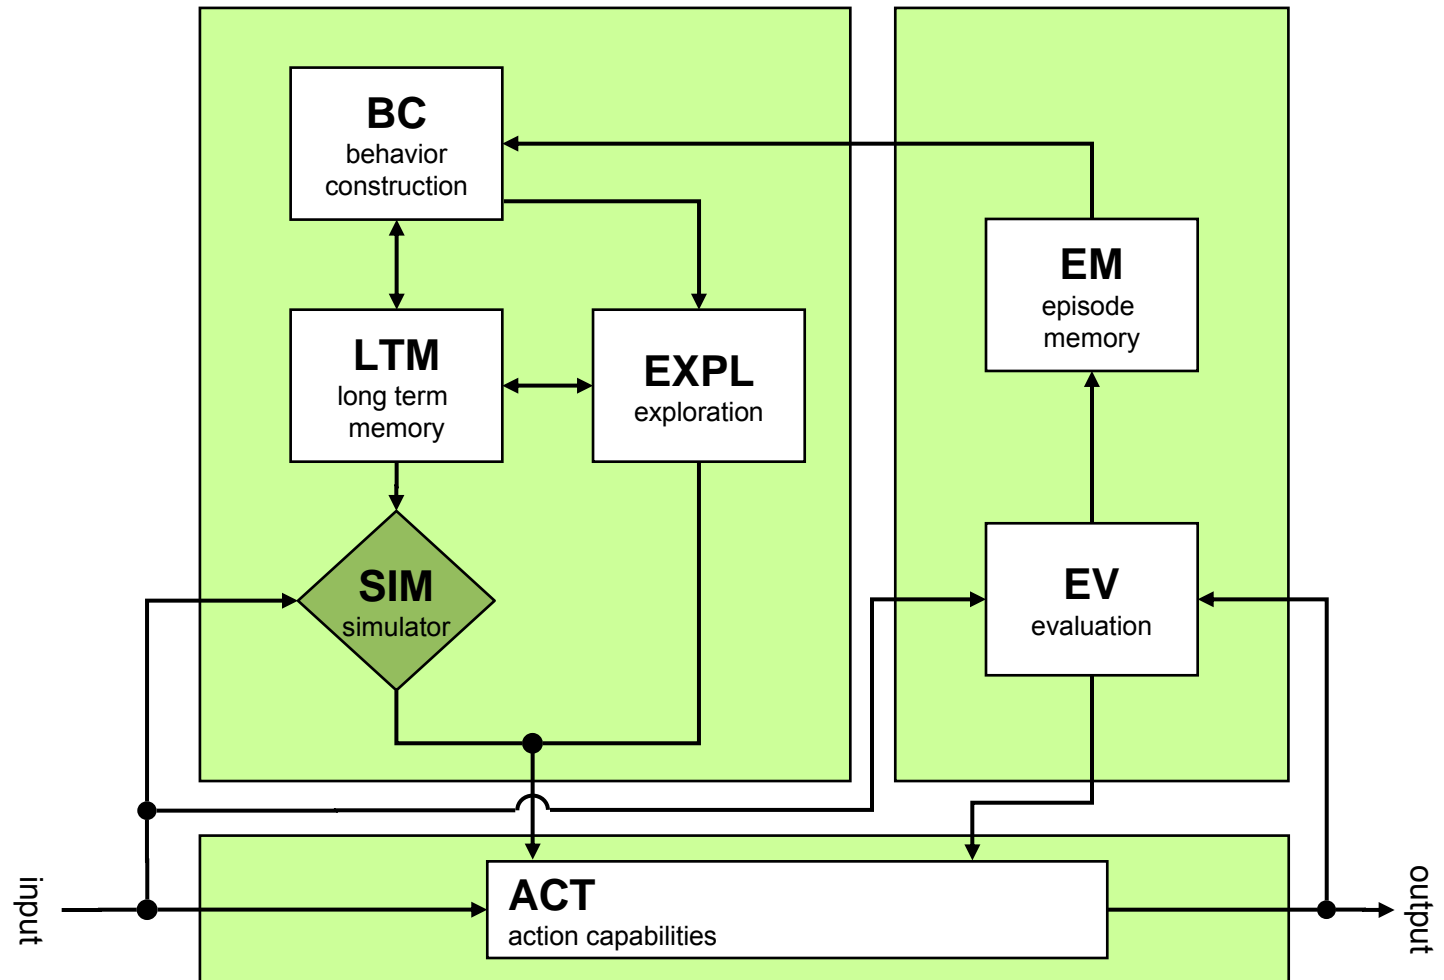 BC
behavior
construction
EM
episode
memory
LTM
long term
memory
EXPL
exploration
SIM
simulator
EV
evaluation
input
ACT
action capabilities
output